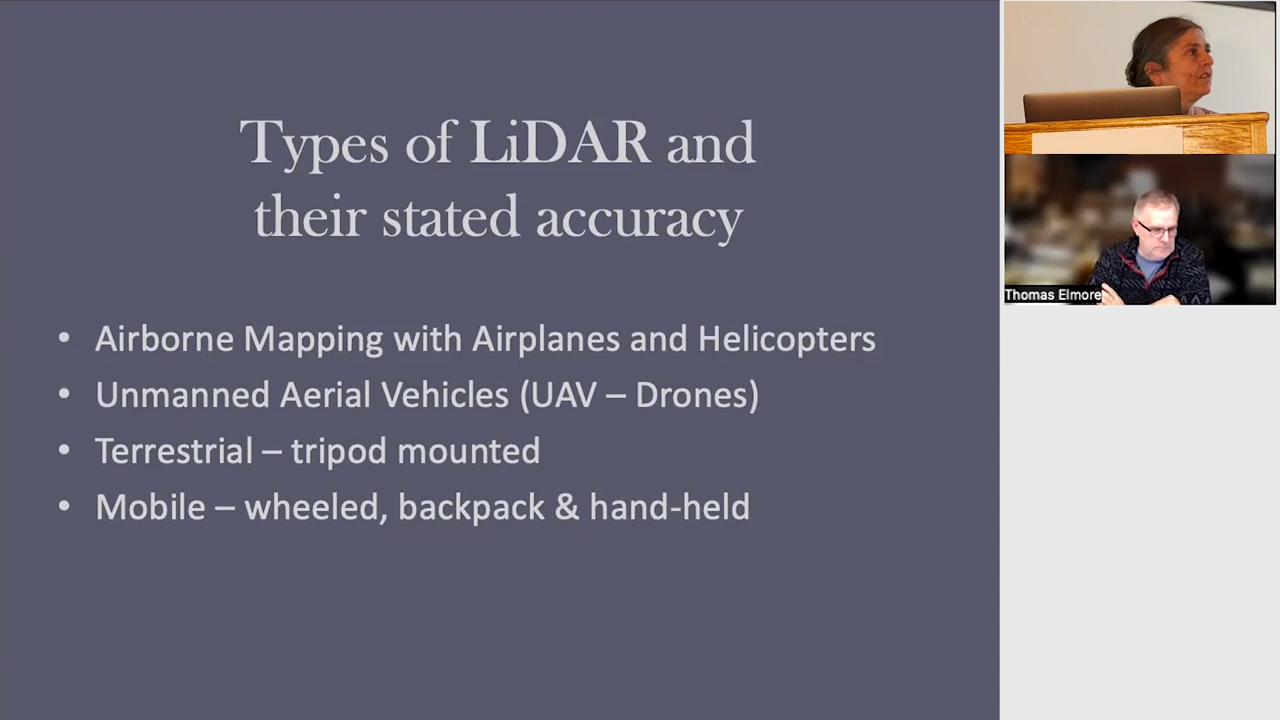 Types of LiDAR and
their stated accuracy
• Airborne Mapping with Airplanes and Helicopters
• Unmanned Aerial Vehicles (UAV – Drones)
• Terrestrial – tripod mounted
• Mobile – wheeled, backpack & hand-held
Thomas Elmore